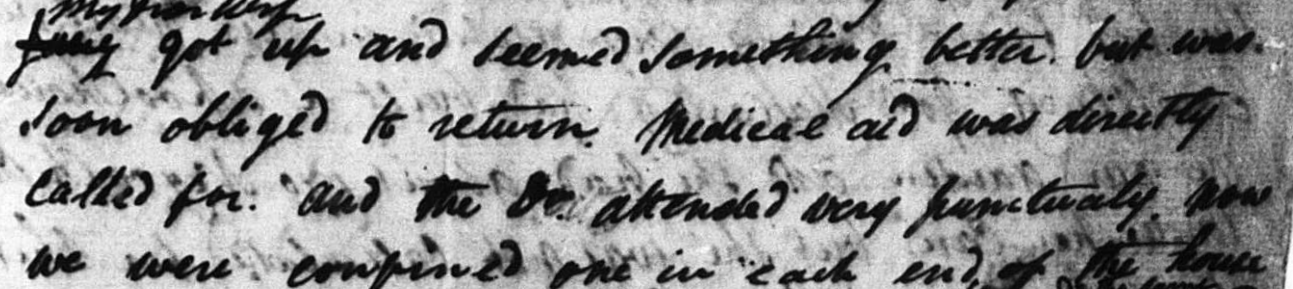 my dear Wife
got up and seemed something better. but was
soon obliged to return. Medical aid was directly
called for. and the Dr. attended very punctualy. now
we were confined one in each end of the house